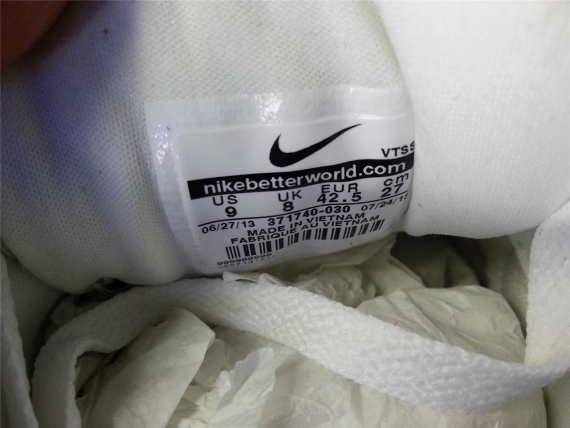 VTSS
nikebetterworld.com
US UK EUR cm
9 8 42.5 27
06/27/13 371740-030 07/24/13
MADE IN VIETNAM
FABRIQUE AU VIETNAM